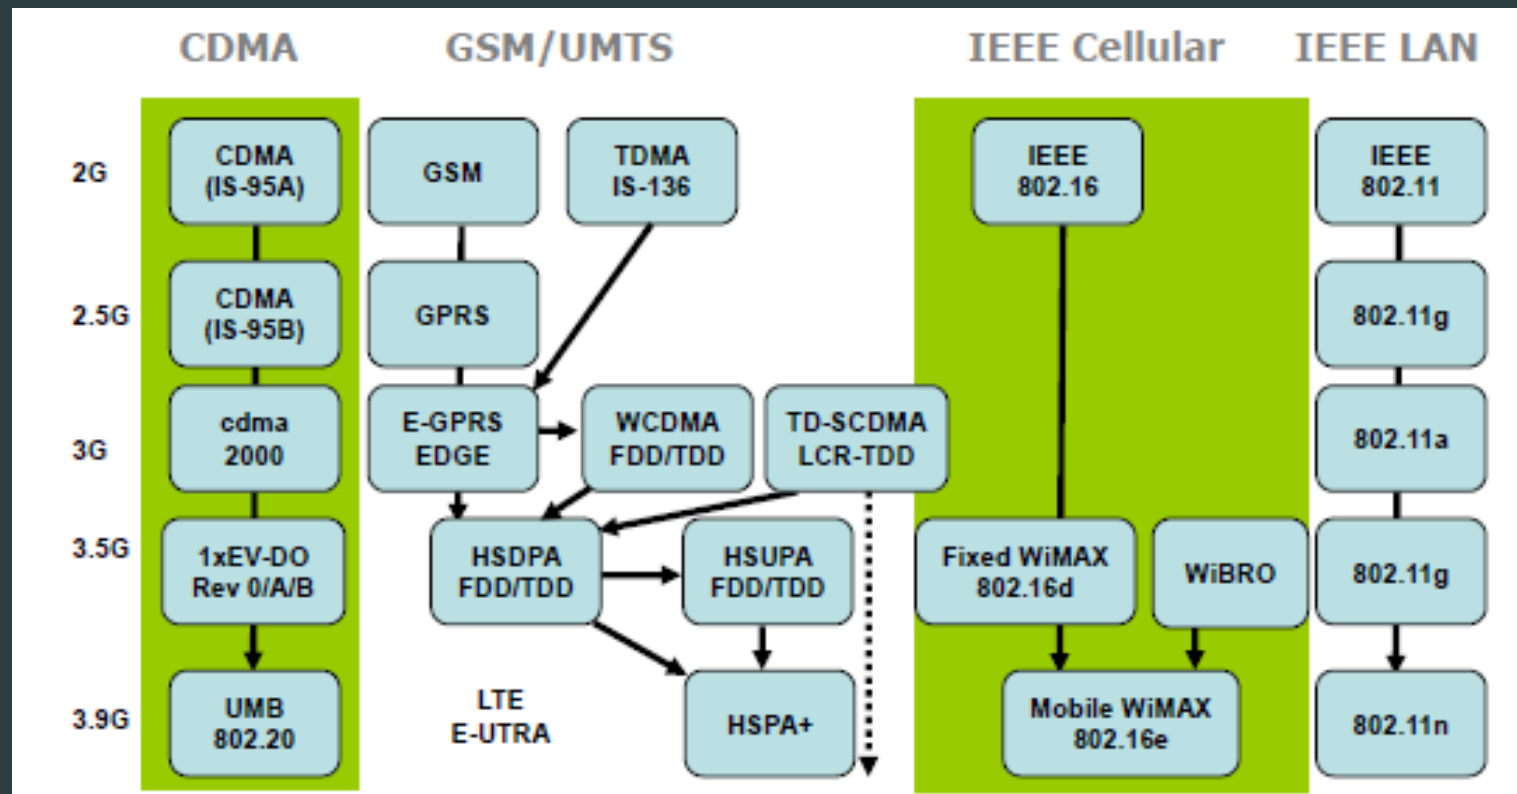 CDMA
GSM/UMTS
IEEE Cellular
IEEE LAN
2G
CDMA
(IS-95A)
GSM
TDMA
IS-136
IEEE
802.16
IEEE
802.11
2.5G
CDMA
(IS-95B)
GPRS
802.11g
3G
cdma
2000
E-GPRS
EDGE
WCDMA
FDD/TDD
TD-SCDMA
LCR-TDD
802.11a
3.5G
1xEV-DO
Rev 0/A/B
HSDPA
FDD/TDD
HSUPA
FDD/TDD
Fixed WiMAX
802.16d
WiBRO
802.11g
3.9G
UMB
802.20
LTE
E-UTRA
HSPA+
Mobile WiMAX
802.16e
802.11n